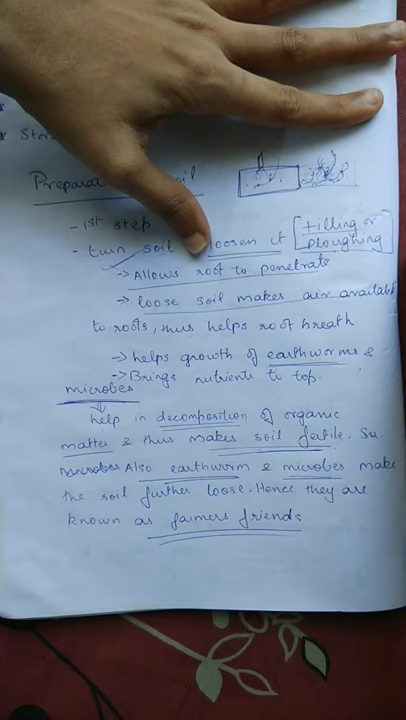 * Stor
Prepara il
- 1st step
- turn soil loosen it [tilling or
ploughing]
-> Allows root to penetrate
-> loose soil makes air availabl
to roots, thus helps root breath
-> helps growth of earthworms &
-> Brings nutrients to top.
microbes
help in decomposition of organic
matter & thus makes soil fertile.
Also earthworm & microbes make
the soil further loose. Hence they are
known as farmers friends